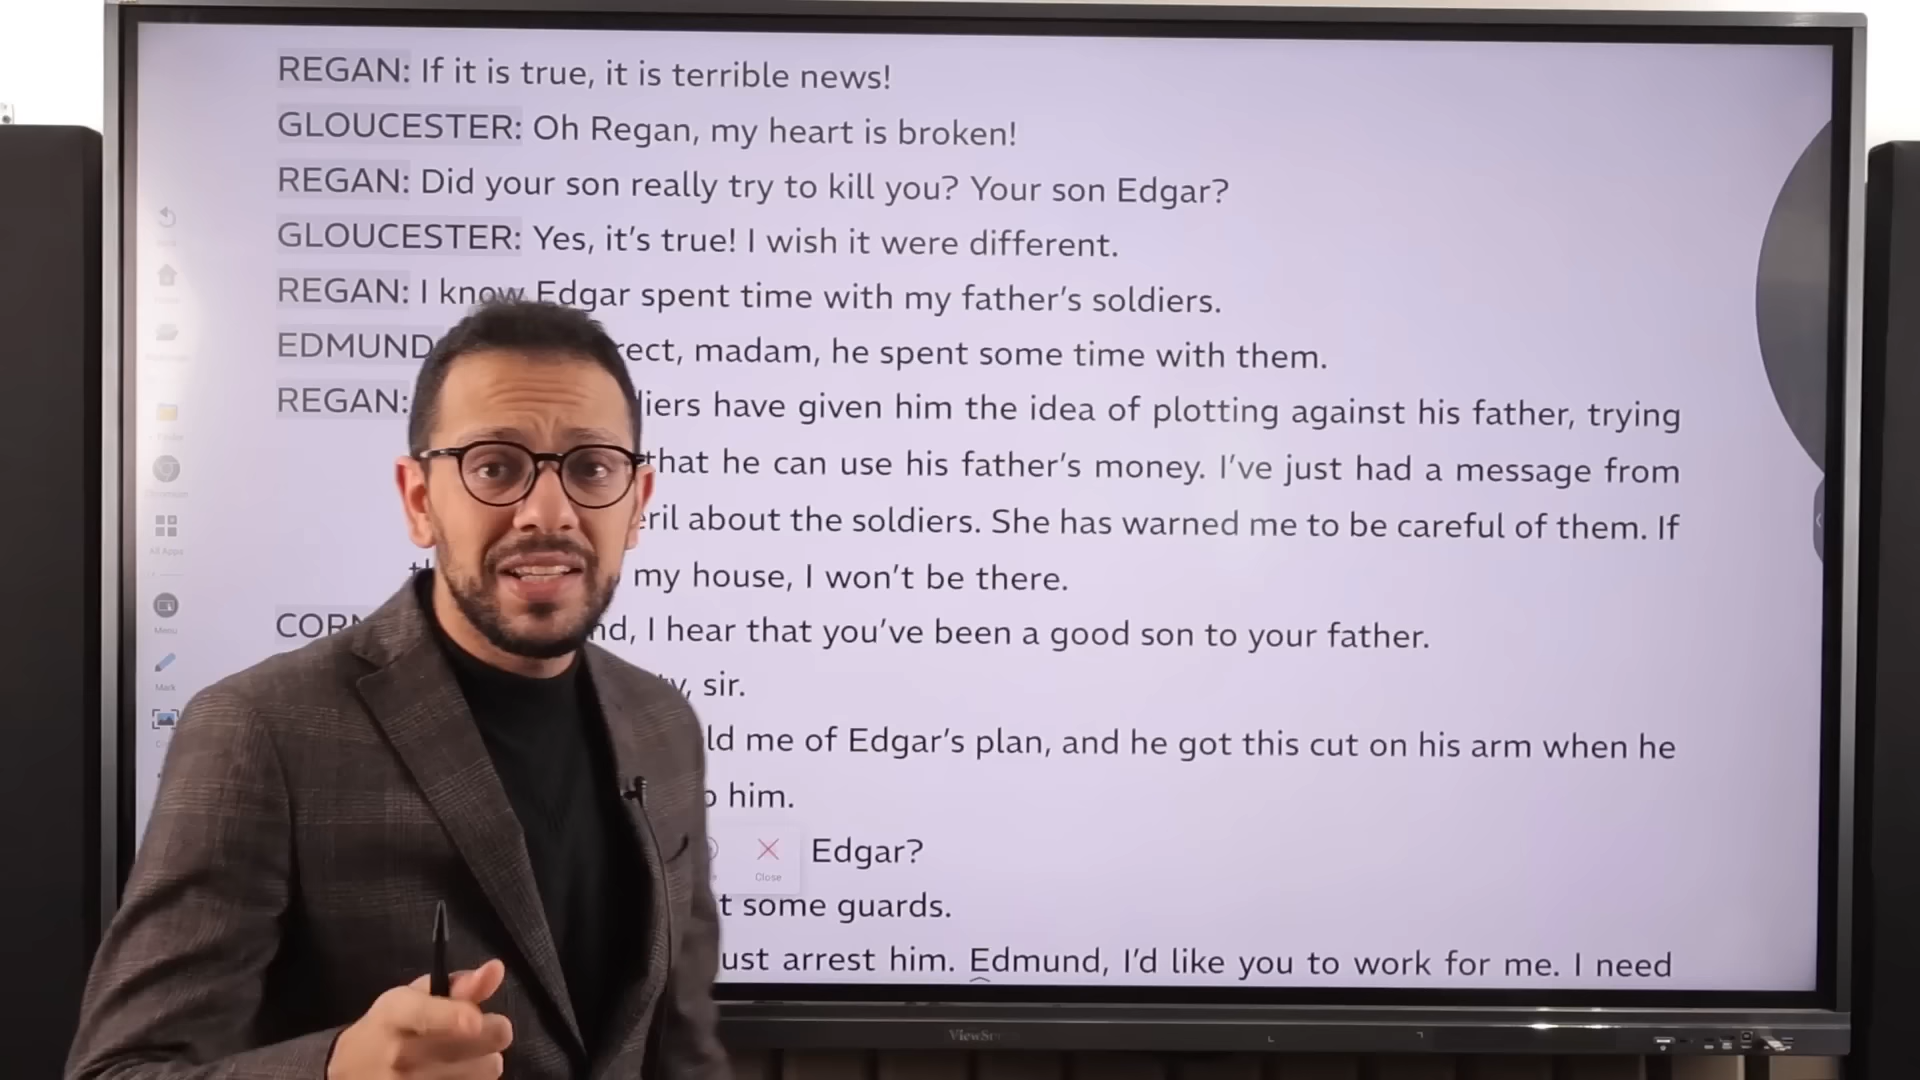 REGAN: If it is true, it is terrible news!
GLOUCESTER: Oh Regan, my heart is broken!
REGAN: Did your son really try to kill you? Your son Edgar?
GLOUCESTER: Yes, it's true! I wish it were different.
REGAN: I know Edgar spent time with my father's soldiers.
EDMUND madam, he spent some time with them.
REGAN: have given him the idea of plotting against his father, trying
that he can use his father's money. I've just had a message from
about the soldiers. She has warned me to be careful of them. If
my house, I won't be there.
I hear that you've been a good son to your father.
sir.
me of Edgar's plan, and he got this cut on his arm when he
him.
Edgar?
some guards.
arrest him. Edmund, I'd like you to work for me. I need
All Apps
Menu
Mark
Close